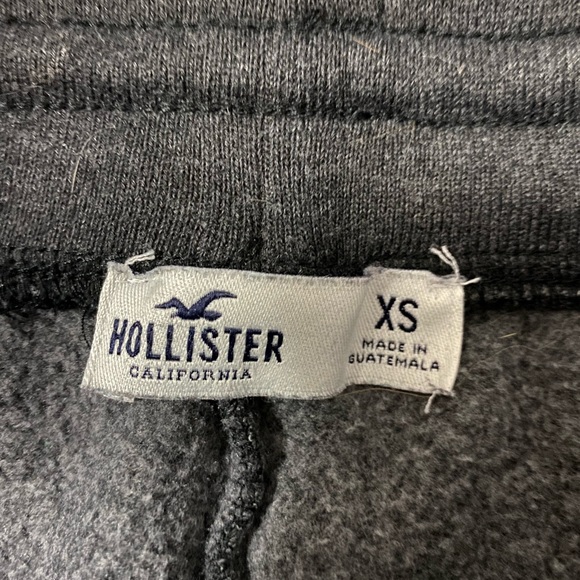 HOLLISTER
CALIFORNIA
XS
MADE IN
GUATEMALA